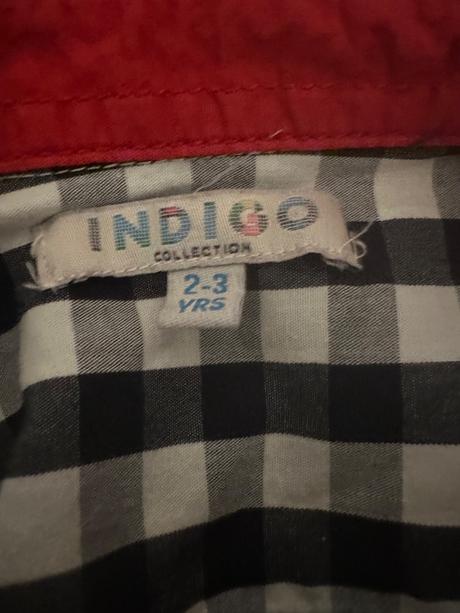 INDIGO
COLLECTION
2-3
YRS